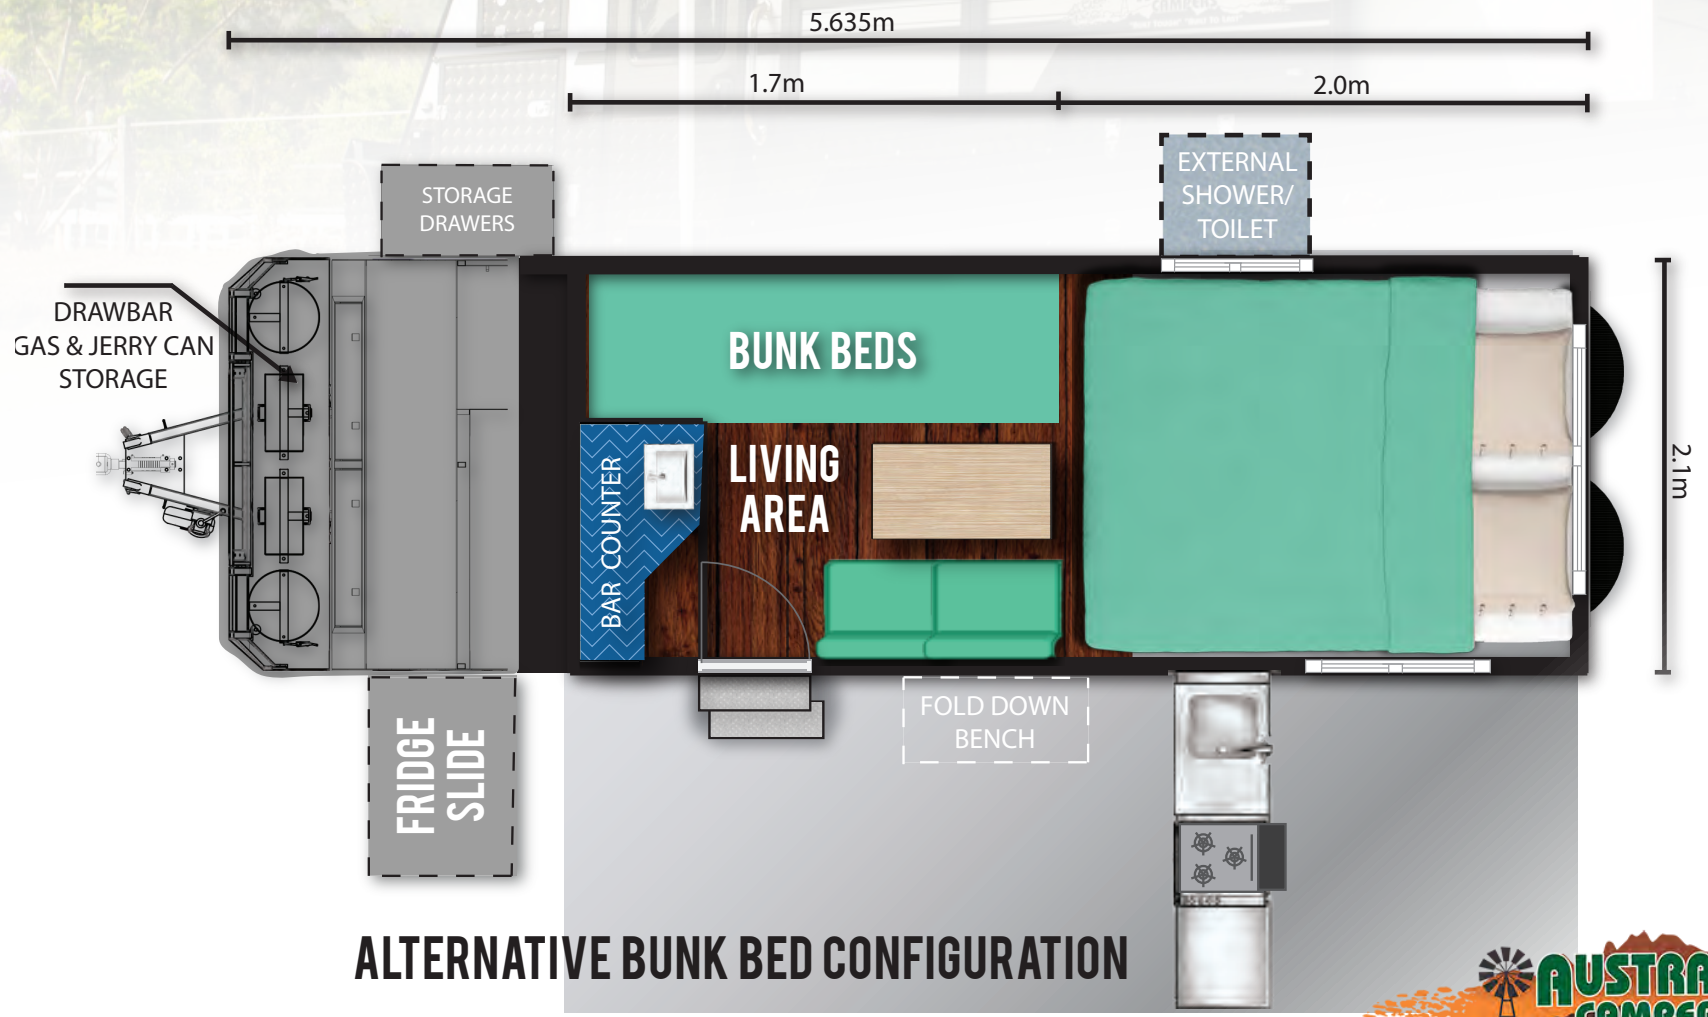 5.635m
1.7m
2.0m
EXTERNAL
SHOWER/
TOILET
STORAGE
DRAWERS
DRAWBAR
GAS & JERRY CAN
STORAGE
BUNK BEDS
LIVING
AREA
BAR COUNTER
2.1m
FOLD DOWN
BENCH
FRIDGE
SLIDE
ALTERNATIVE BUNK BED CONFIGURATION